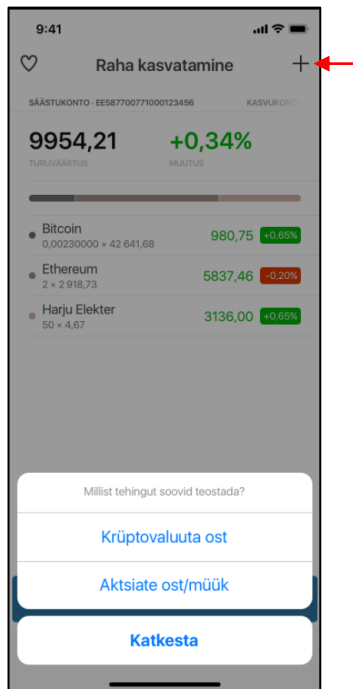 9:41
Raha kasvatamine
SÄÄSTUKONTO · EE587700771000123456 KASVUKONTO
9954,21 +0,34%
TURUVÄÄRTUS MUUTUS
Bitcoin 980,75 +0,65%
0,00230000 × 42 641,68
Ethereum 5837,46 -0,20%
2 × 2 918,73
Harju Elekter 3136,00 +0,65%
50 × 4,67
Millist tehingut soovid teostada?
Krüptovaluuta ost
Aktsiate ost/müük
Katkesta